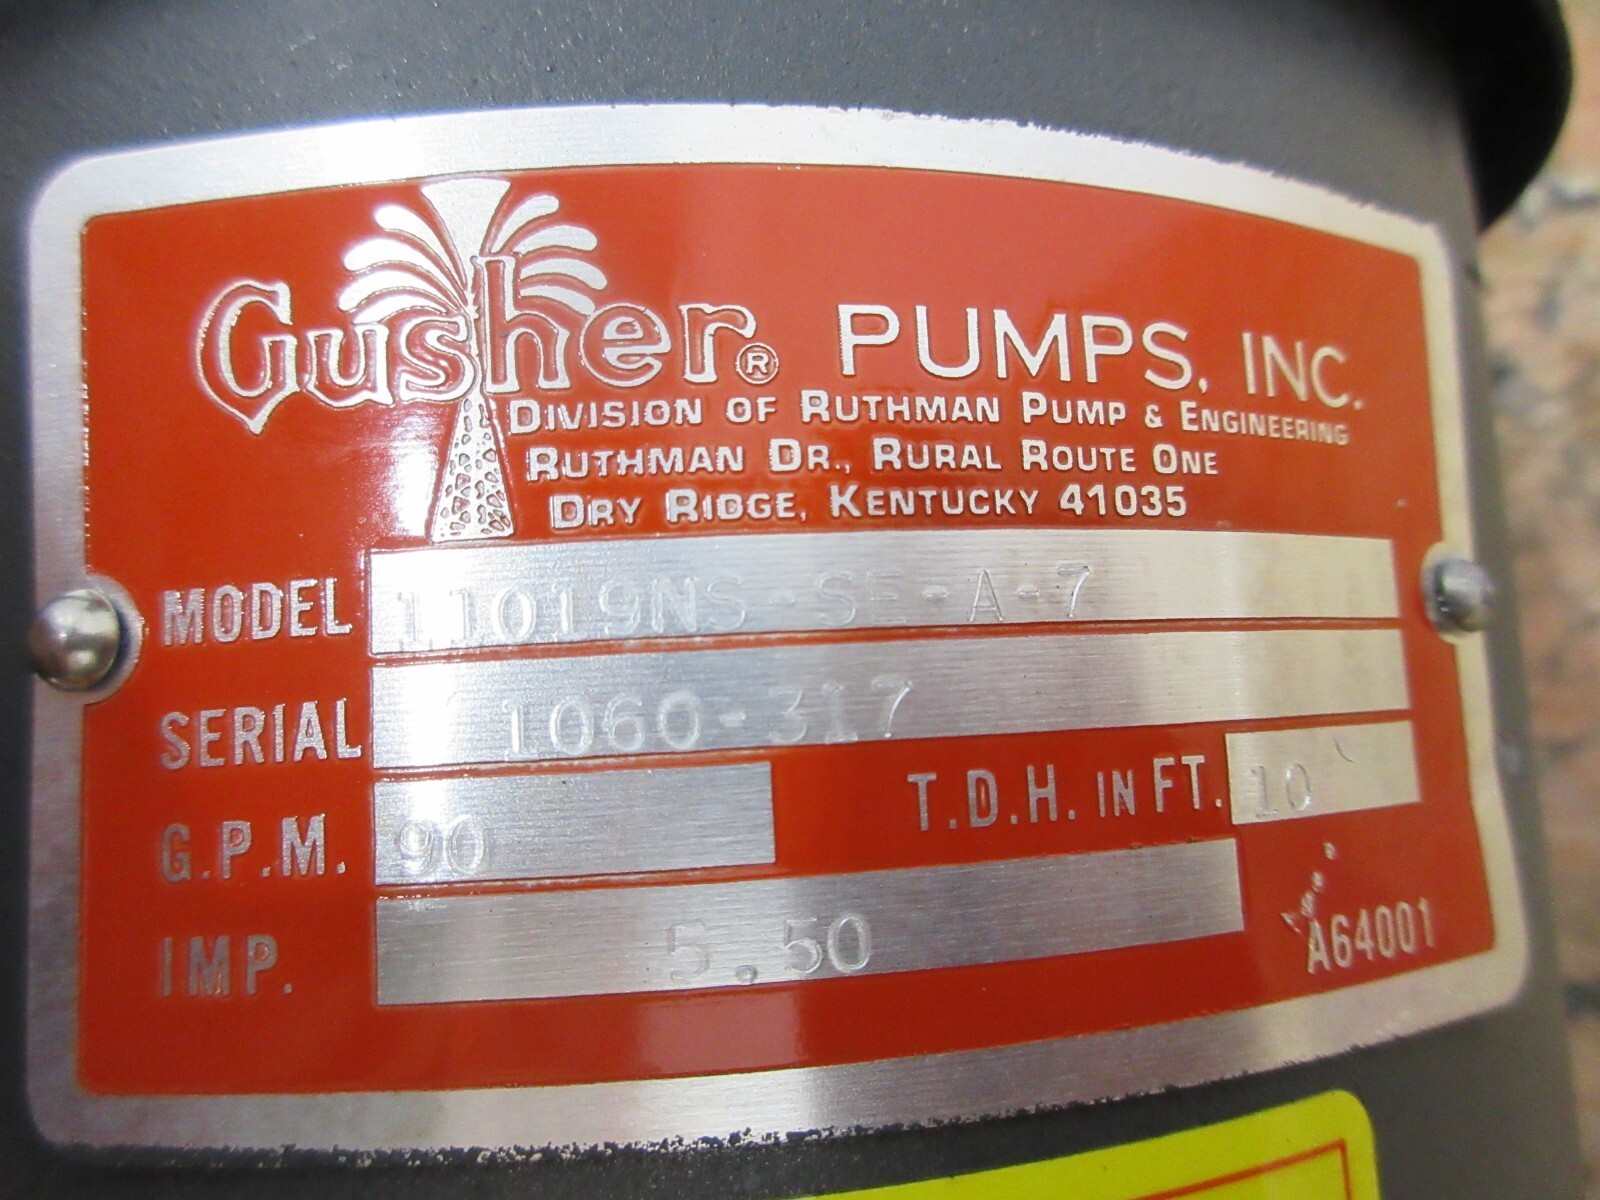 Gusher® PUMPS, INC.
DIVISION OF RUTHMAN PUMP & ENGINEERING
RUTHMAN DR., RURAL ROUTE ONE
DRY RIDGE, KENTUCKY 41035
MODEL 11019NS-SE-A-7
SERIAL 1060-317
G.P.M. 90 T.D.H. IN FT. 10
IMP. 5.50
A64001